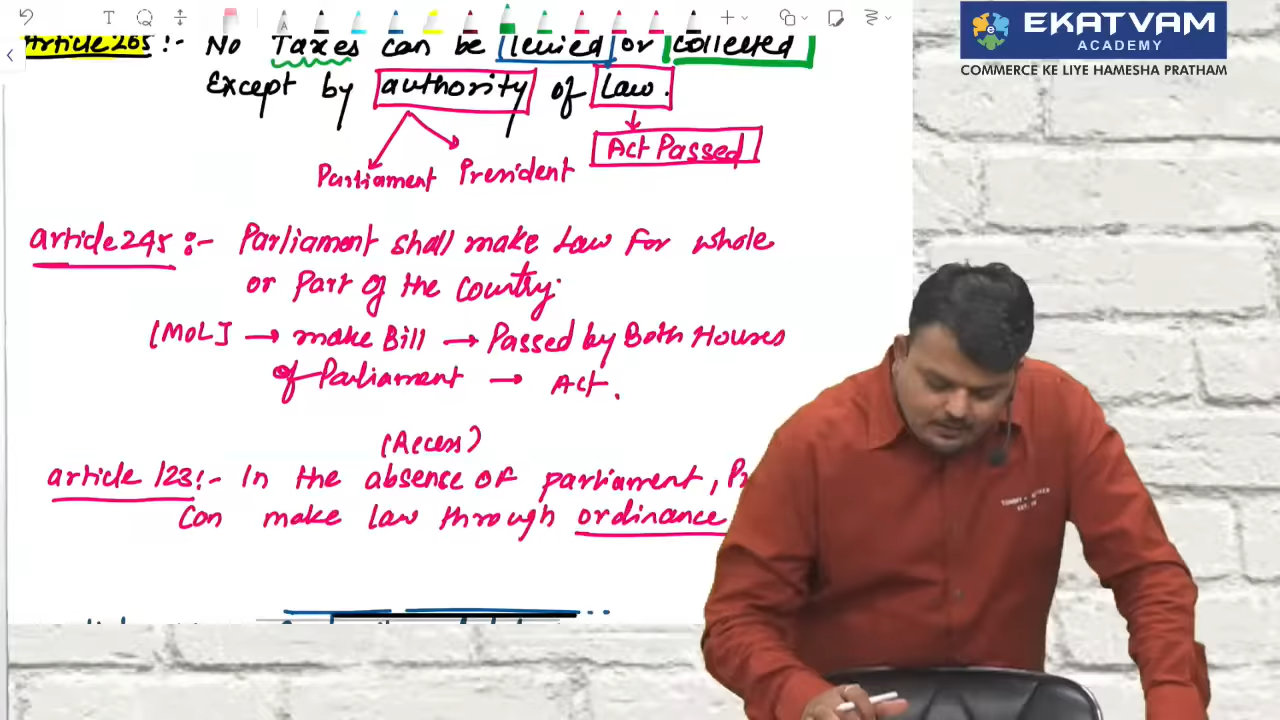 Article 265 :- No Taxes can be levied or collected
Except by authority of Law.
Act Passed
Parliament President
article 245 :- Parliament shall make Law for whole
or Part of the Country.
[MoL] → make Bill → Passed by Both Houses
of Parliament → Act.
(Access)
article 123 :- In the absence of parliament,
Can make law through ordinance
EKATVAM
ACADEMY
COMMERCE KE LIYE HAMESHA PRATHAM